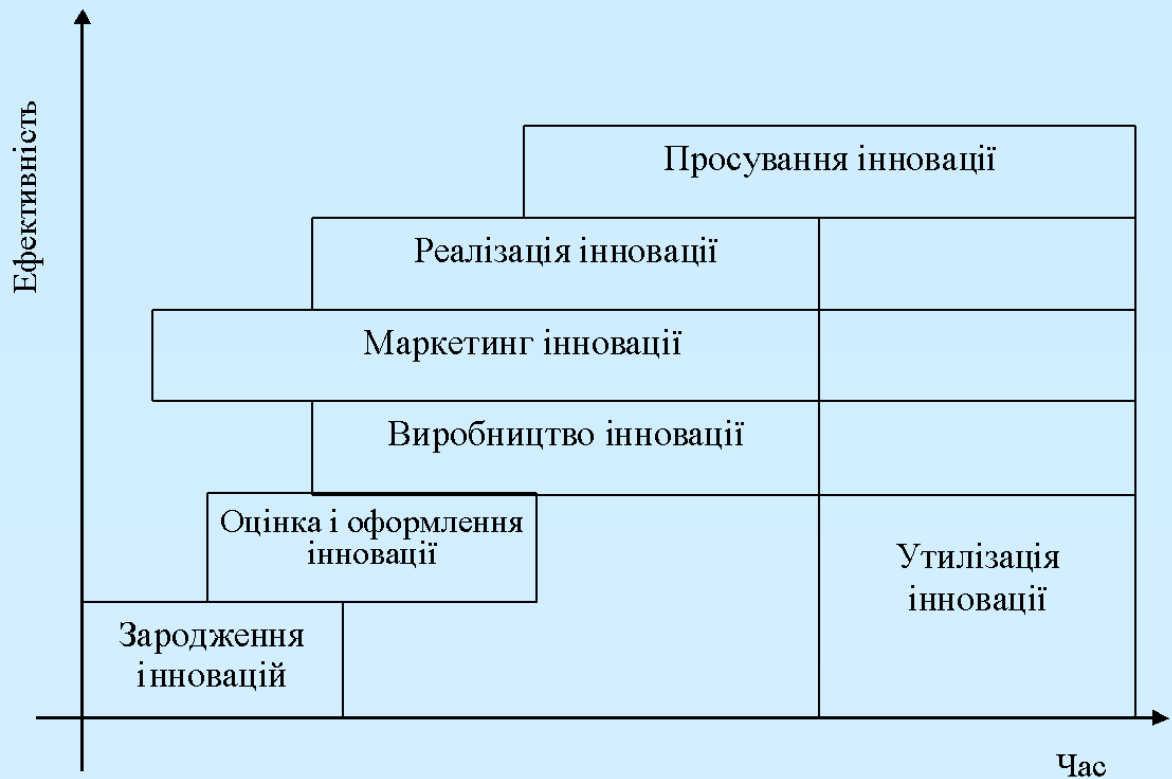 Ефективність
Просування інновації
Реалізація інновації
Маркетинг інновації
Виробництво інновації
Оцінка і оформлення
інновації
Утилізація
інновації
Зародження
інновацій
Час